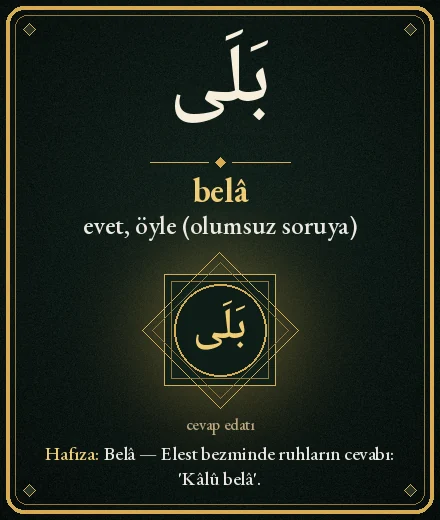 بَلَى
belâ
evet, öyle (olumsuz soruya)
بَلَى
cevap edatı
Hafıza: Belâ — Elest bezminde ruhların cevabı:
'Kâlû belâ'.